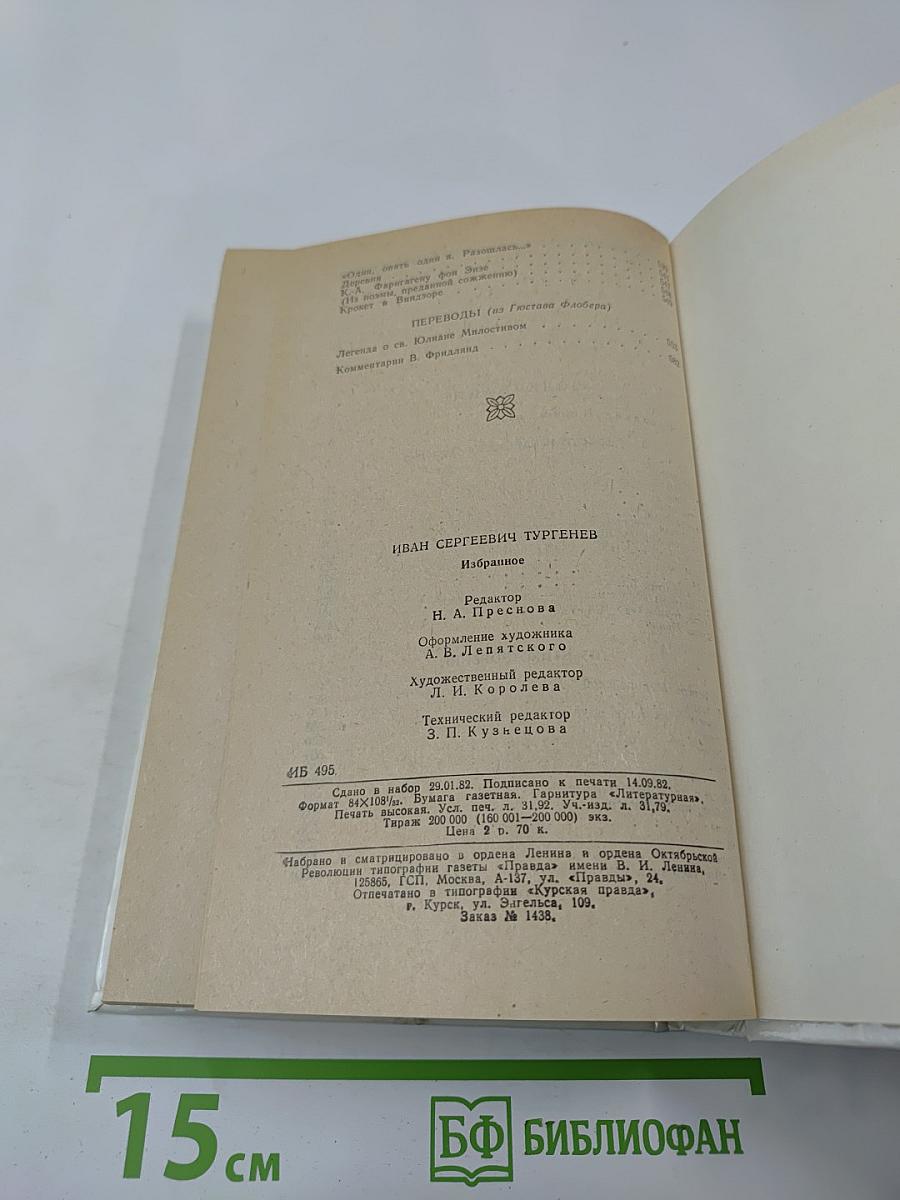 «Один, опять один я. Разошлась...»
Деревня
К.-А. Фарнгагену фон Энзе
(Из поэмы, преданной сожжению)
Крокет в Виндзоре
ПЕРЕВОДЫ (из Гюстава Флобера)
Легенда о св. Юлиане Милостивом
Комментарии В. Фридлянд
ИВАН СЕРГЕЕВИЧ ТУРГЕНЕВ
Избранное
Редактор
Н. А. Преснова
Оформление художника
А. В. Лепятского
Художественный редактор
Л. И. Королева
Технический редактор
З. П. Кузнецова
ИБ 495
Сдано в набор 29.01.82. Подписано к печати 14.09.82.
Формат 84×108¹/₃₂. Бумага газетная. Гарнитура «Литературная».
Печать высокая. Усл. печ. л. 31,92. Уч.-изд. л. 31,79.
Тираж 200 000 (160 001—200 000) экз.
Цена 2 р. 70 к.
Набрано и сматрицировано в ордена Ленина и ордена Октябрьской
Революции типографии газеты «Правда» имени В. И. Ленина,
125865, ГСП, Москва, А-137, ул. «Правды», 24.
Отпечатано в типографии «Курская правда»,
г. Курск, ул. Энгельса, 109.
Заказ № 1438.
15 см
БФ БИБЛИОФАН